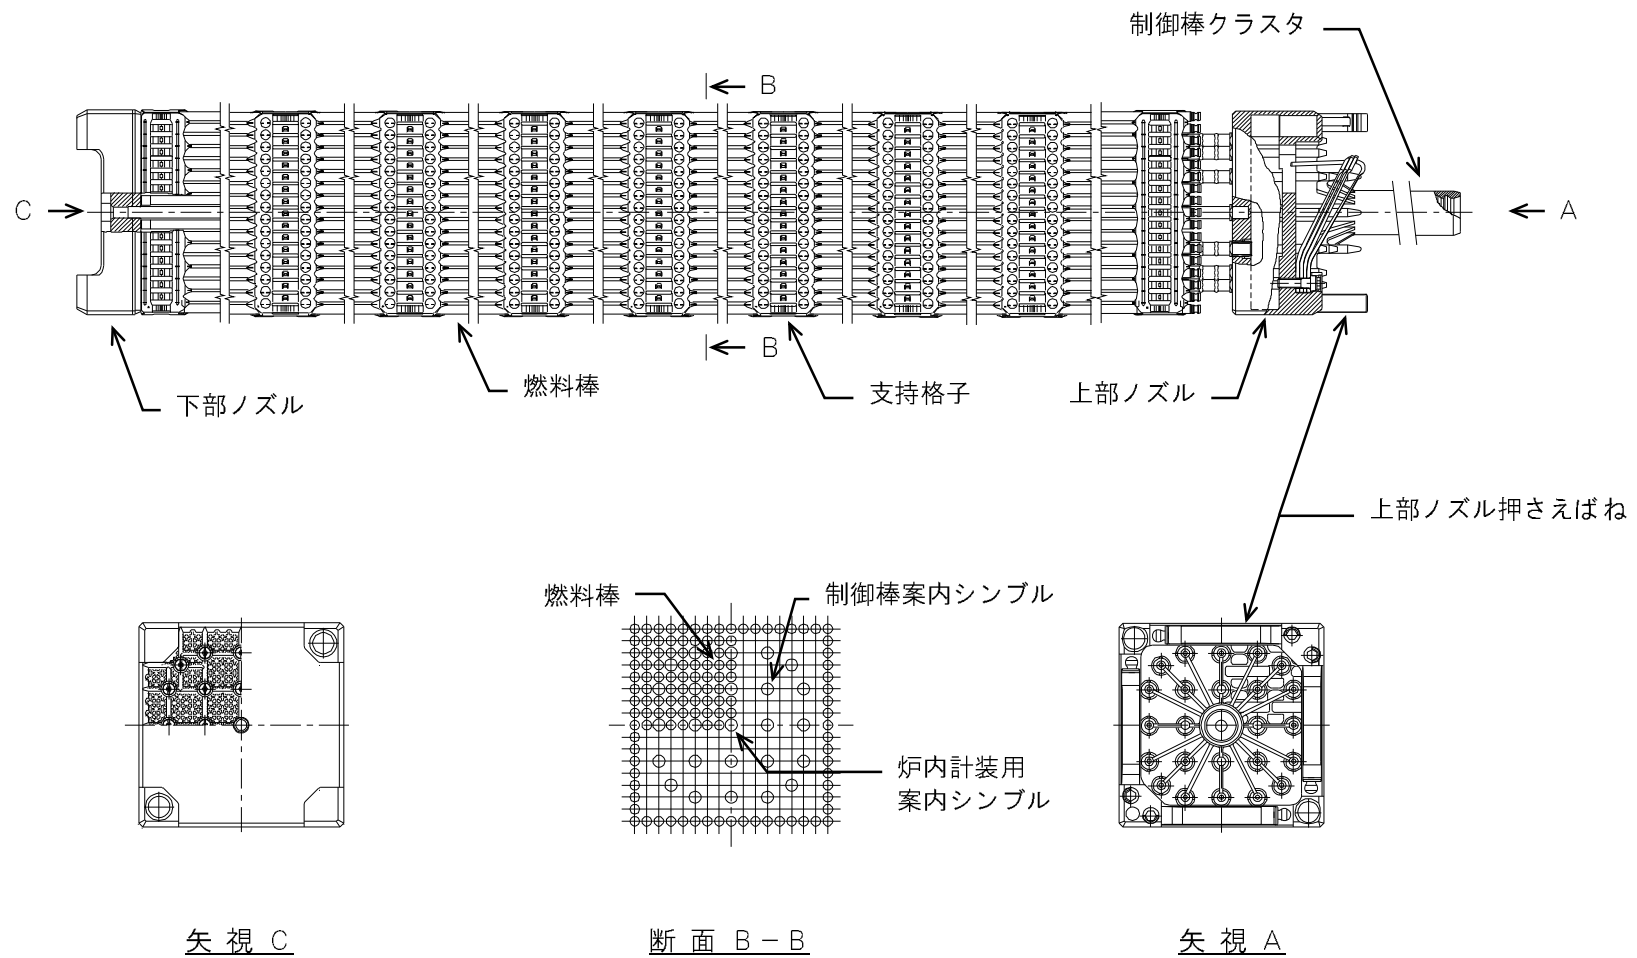 制御棒クラスタ
B
C
A
B
下部ノズル
燃料棒
支持格子
上部ノズル
上部ノズル押さえばね
燃料棒
制御棒案内シンブル
炉内計装用
案内シンブル
矢視 C
断面 B-B
矢視 A